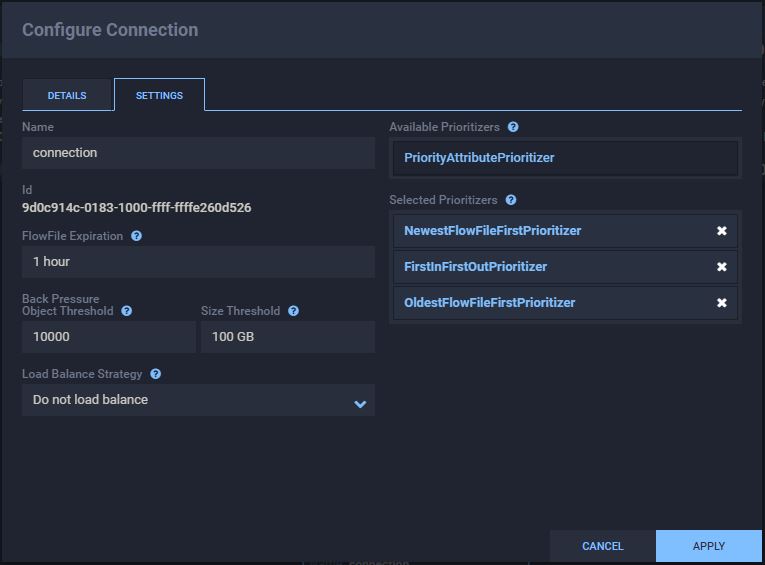 Configure Connection
DETAILS
SETTINGS
Name
connection
Id
9d0c914c-0183-1000-ffff-ffffe260d526
FlowFile Expiration ?
1 hour
Back Pressure
Object Threshold ?
Size Threshold ?
10000
100 GB
Load Balance Strategy ?
Do not load balance
Available Prioritizers ?
PriorityAttributePrioritizer
Selected Prioritizers ?
NewestFlowFileFirstPrioritizer
FirstInFirstOutPrioritizer
OldestFlowFileFirstPrioritizer
CANCEL
APPLY
connection